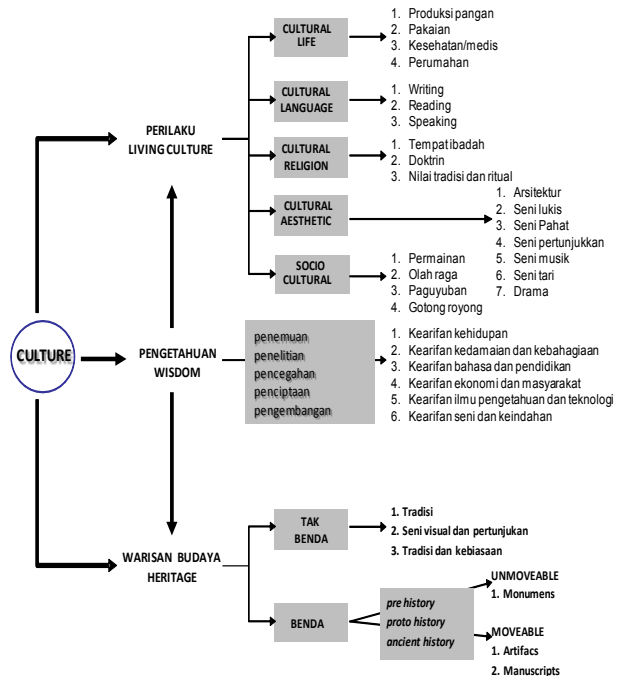 CULTURE
PERILAKU
LIVING CULTURE
CULTURAL
LIFE
1. Produksi pangan
2. Pakaian
3. Kesehatan/medis
4. Perumahan
CULTURAL
LANGUAGE
1. Writing
2. Reading
3. Speaking
CULTURAL
RELIGION
1. Tempat ibadah
2. Doktrin
3. Nilai tradisi dan ritual
CULTURAL
AESTHETIC
1. Arsitektur
2. Seni lukis
3. Seni Pahat
4. Seni pertunjukkan
5. Seni musik
6. Seni tari
7. Drama
SOCIO
CULTURAL
1. Permainan
2. Olah raga
3. Paguyuban
4. Gotong royong
PENGETAHUAN
WISDOM
penemuan
penelitian
pencegahan
penciptaan
pengembangan
1. Kearifan kehidupan
2. Kearifan kedamaian dan kebahagiaan
3. Kearifan bahasa dan pendidikan
4. Kearifan ekonomi dan masyarakat
5. Kearifan ilmu pengetahuan dan teknologi
6. Kearifan seni dan keindahan
WARISAN BUDAYA
HERITAGE
TAK
BENDA
1. Tradisi
2. Seni visual dan pertunjukan
3. Tradisi dan kebiasaan
BENDA
pre history
proto history
ancient history
UNMOVEABLE
1. Monumens
MOVEABLE
1. Artifacs
2. Manuscripts